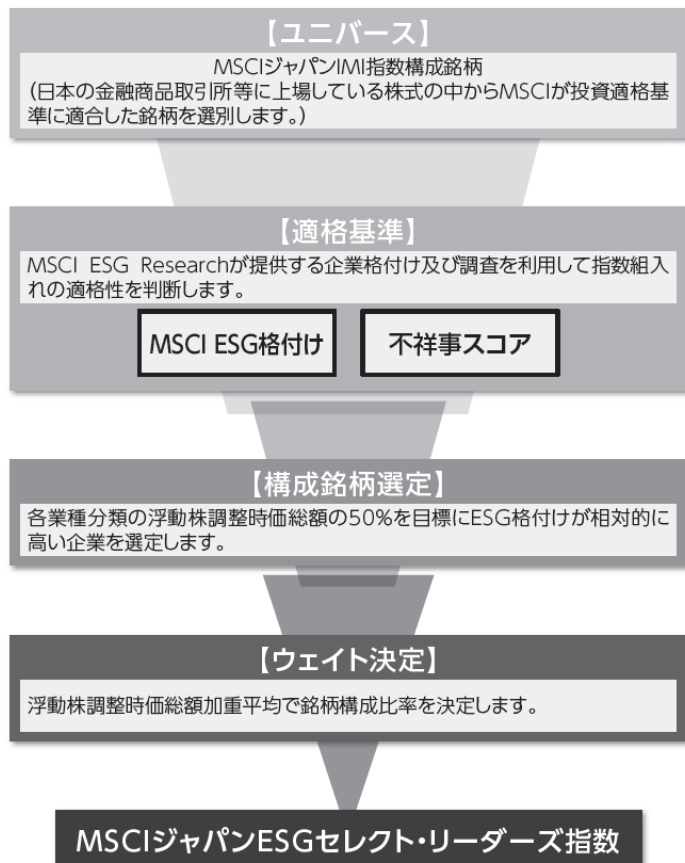 【ユニバース】
MSCIジャパンIMI指数構成銘柄
(日本の金融商品取引所等に上場している株式の中からMSCIが投資適格基
準に適合した銘柄を選別します。)
【適格基準】
MSCI ESG Researchが提供する企業格付け及び調査を利用して指数組入
れの適格性を判断します。
MSCI ESG格付け
不祥事スコア
【構成銘柄選定】
各業種分類の浮動株調整時価総額の50%を目標にESG格付けが相対的に
高い企業を選定します。
【ウェイト決定】
浮動株調整時価総額加重平均で銘柄構成比率を決定します。
MSCIジャパンESGセレクト・リーダーズ指数